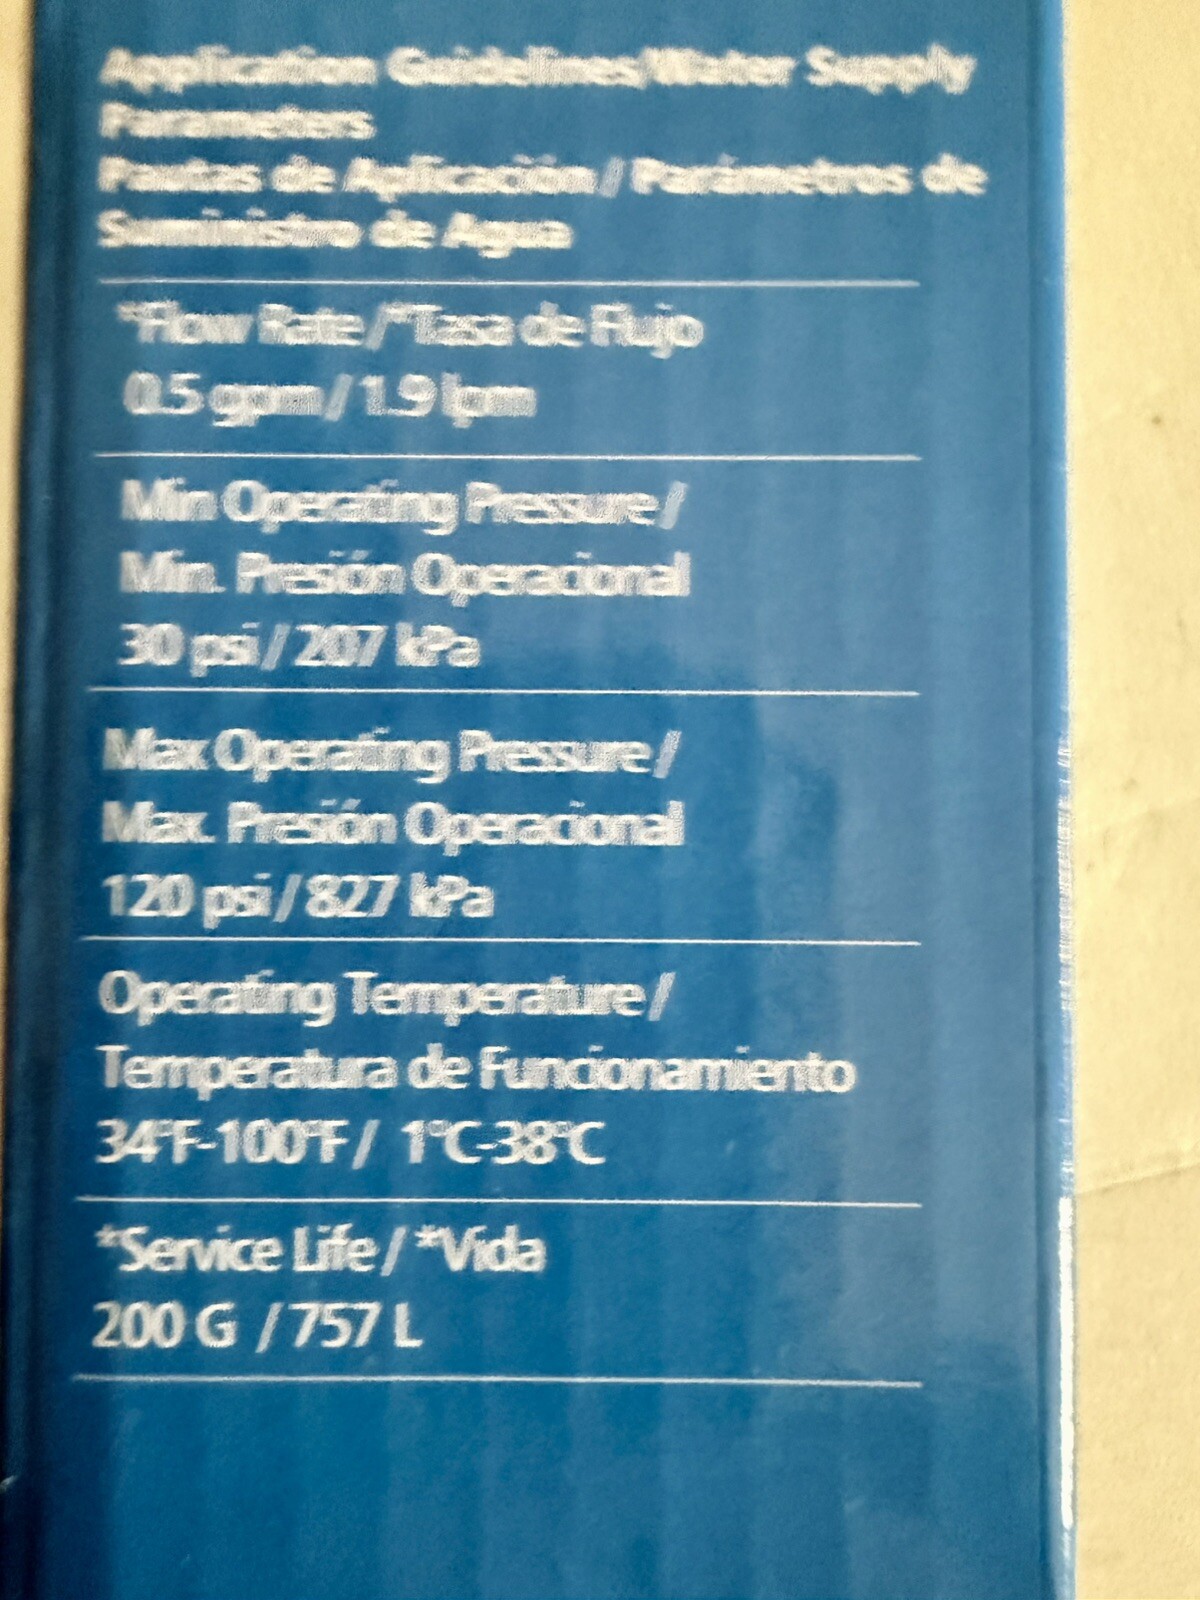 Application Guidelines/Water Supply
Parameters
Pautas de Aplicación / Parámetros de
Suministro de Agua
*Flow Rate / *Tasa de Flujo
0.5 gpm / 1.9 lpm
Min Operating Pressure /
Min. Presión Operacional
30 psi / 207 kPa
Max Operating Pressure /
Max. Presión Operacional
120 psi / 827 kPa
Operating Temperature /
Temperatura de Funcionamiento
34°F-100°F / 1°C-38°C
*Service Life / *Vida
200 G / 757 L